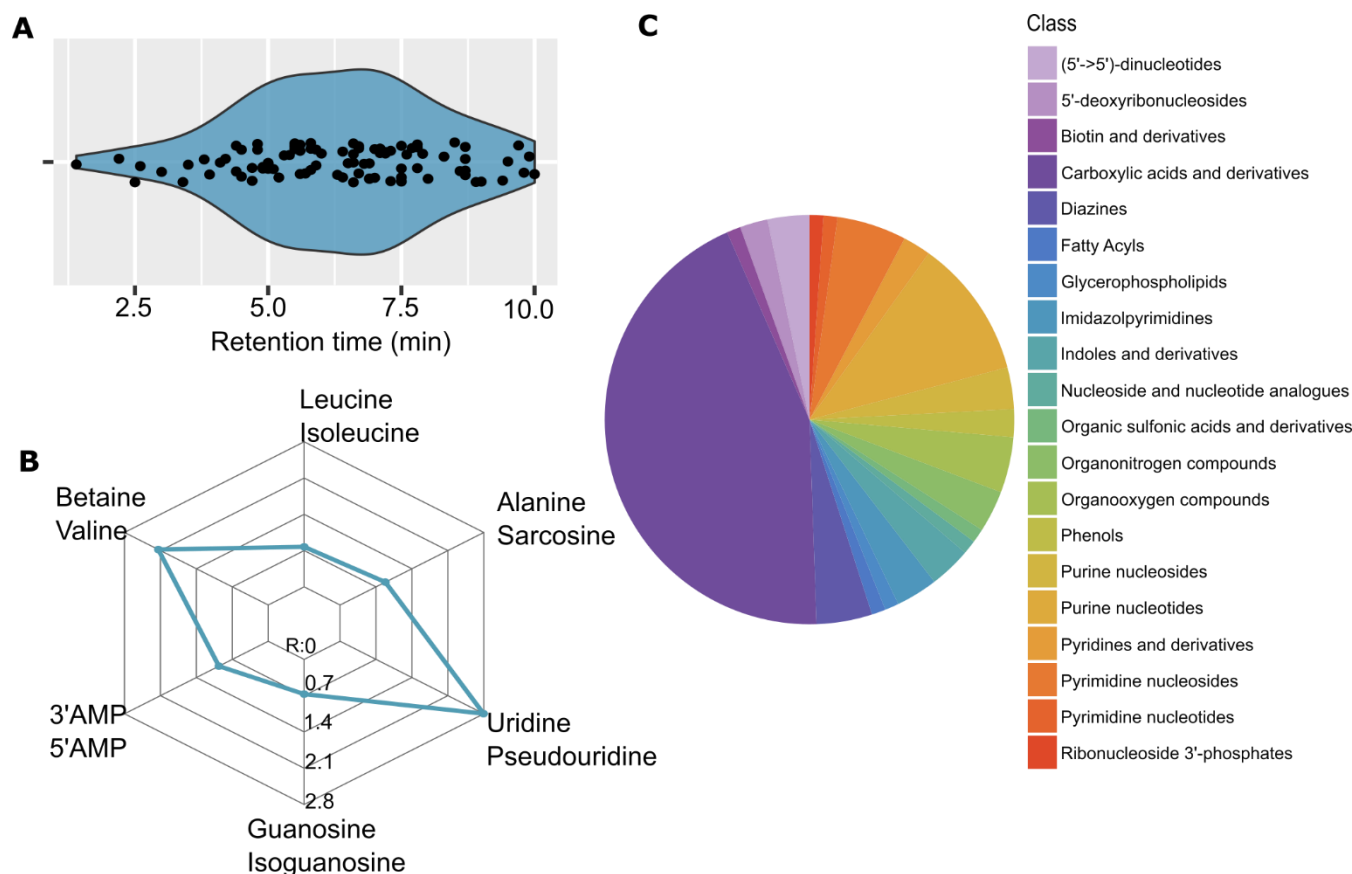 A
2.5 5.0 7.5 10.0
Retention time (min)
B
Leucine
Isoleucine
Alanine
Sarcosine
Uridine
Pseudouridine
Guanosine
Isoguanosine
3'AMP
5'AMP
Betaine
Valine
R:0
0.7
1.4
2.1
2.8
C
Class
(5'->5')-dinucleotides
5'-deoxyribonucleosides
Biotin and derivatives
Carboxylic acids and derivatives
Diazines
Fatty Acyls
Glycerophospholipids
Imidazolpyrimidines
Indoles and derivatives
Nucleoside and nucleotide analogues
Organic sulfonic acids and derivatives
Organonitrogen compounds
Organooxygen compounds
Phenols
Purine nucleosides
Purine nucleotides
Pyridines and derivatives
Pyrimidine nucleosides
Pyrimidine nucleotides
Ribonucleoside 3'-phosphates